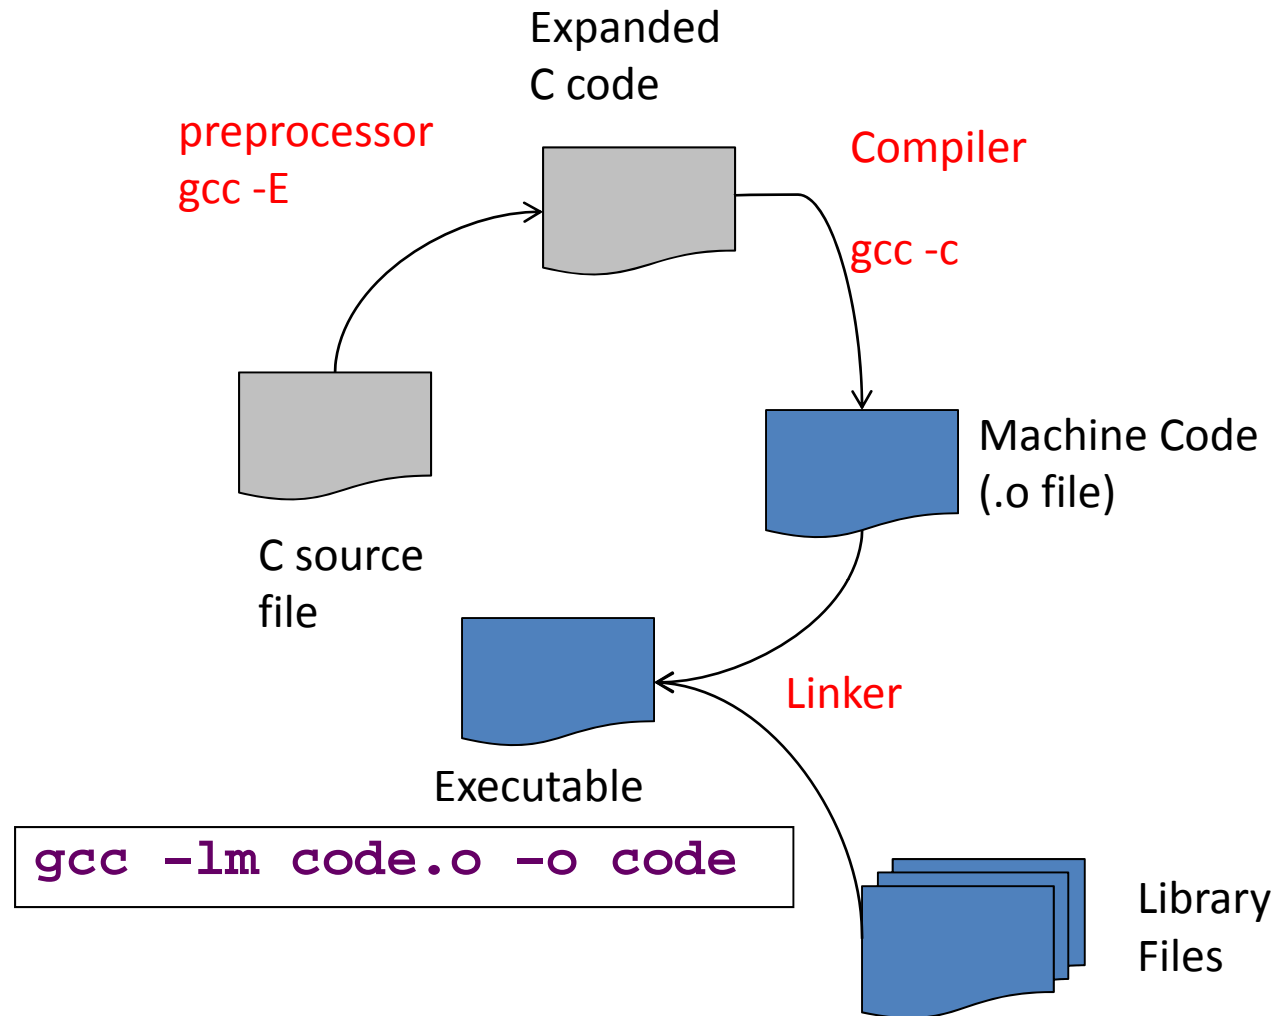 Expanded
C code
preprocessor
gcc -E
Compiler
gcc -c
C source
file
Machine Code
(.o file)
Linker
Executable
gcc –lm code.o –o code
Library
Files